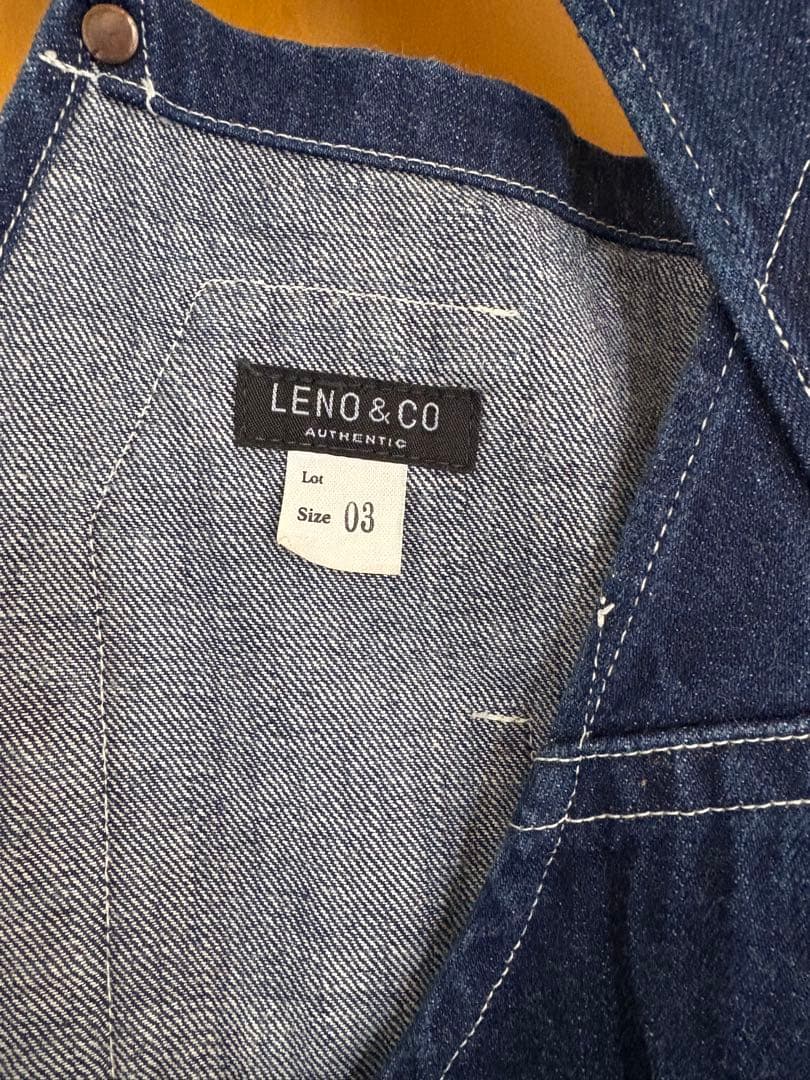 LENO & CO
AUTHENTIC
Lot
Size 03